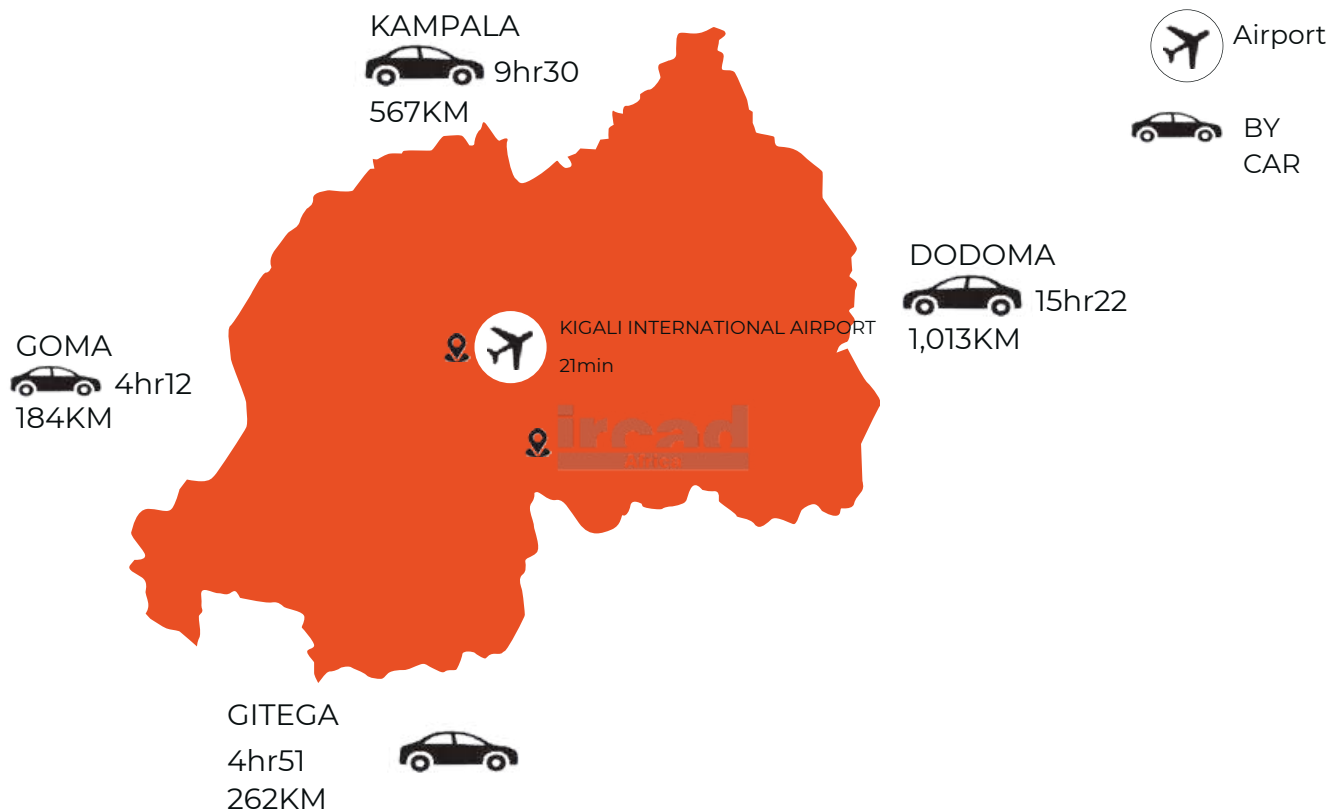 KAMPALA
9hr30
567KM
Airport
BY
CAR
DODOMA
15hr22
1,013KM
GOMA
4hr12
184KM
KIGALI INTERNATIONAL AIRPORT
21min
ircad
Africa
GITEGA
4hr51
262KM